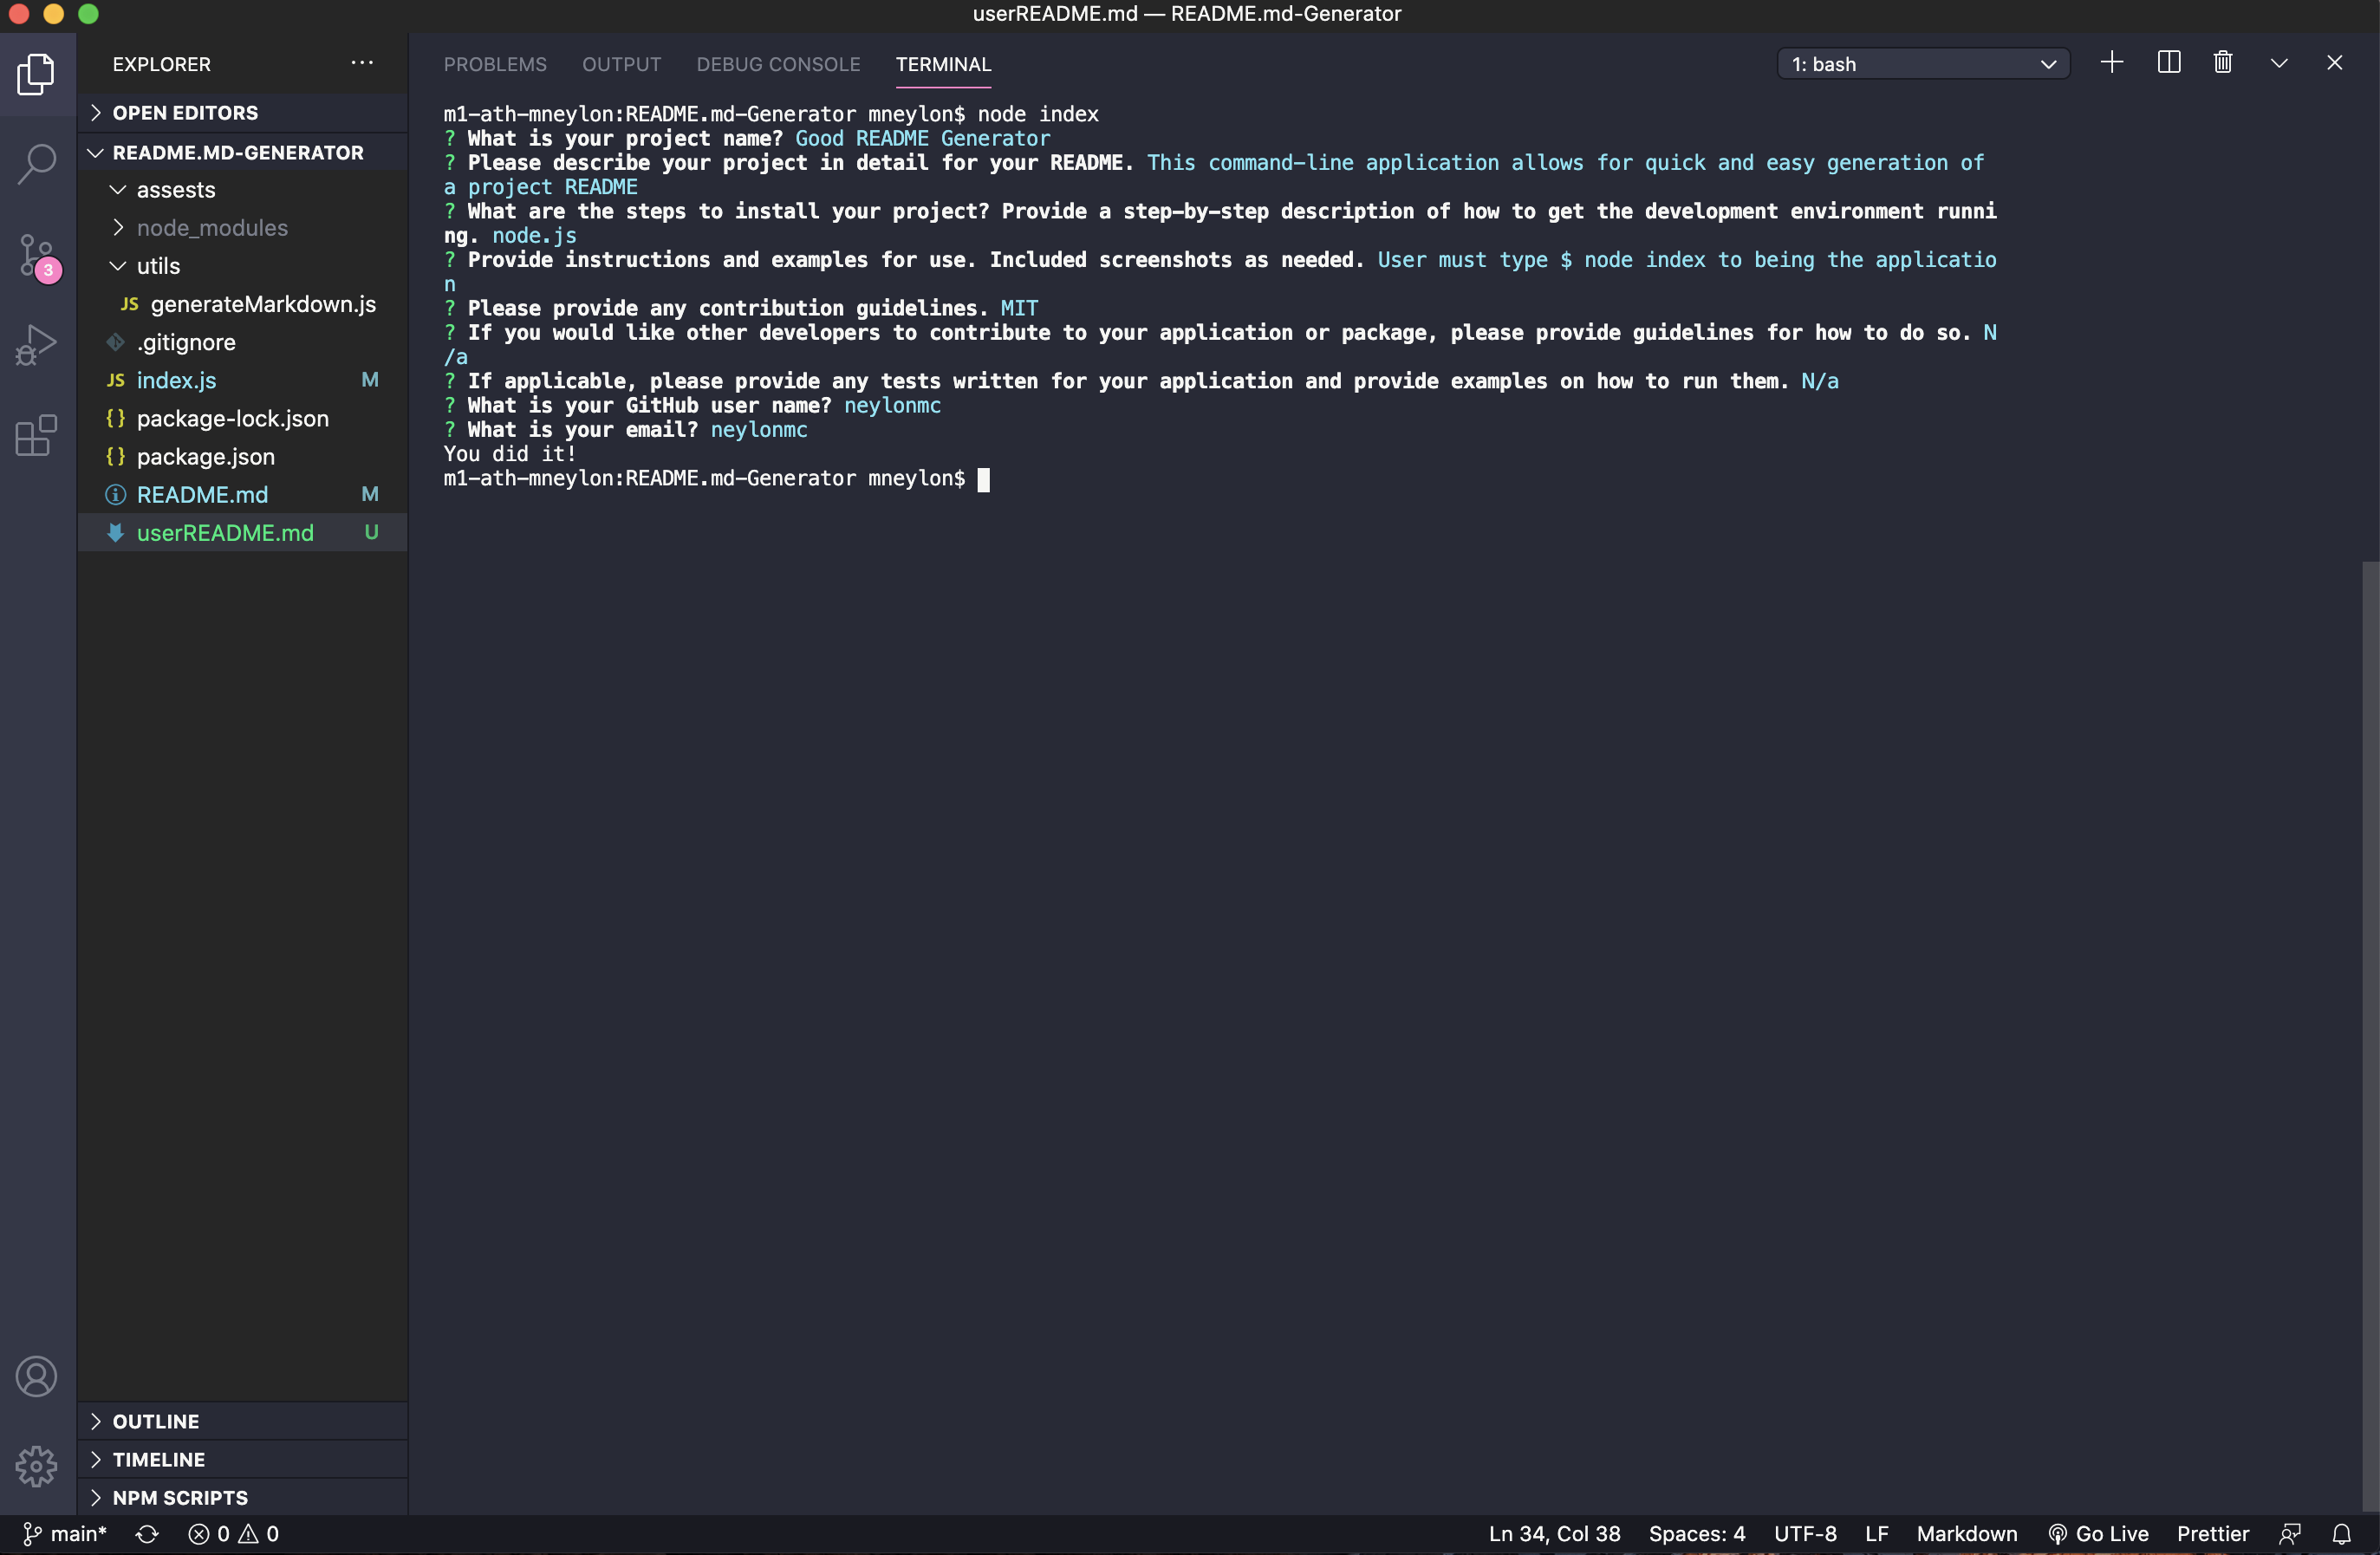 userREADME.md — README.md-Generator
EXPLORER
OPEN EDITORS
README.MD-GENERATOR
assests
node_modules
utils
JS generateMarkdown.js
.gitignore
JS index.js M
{} package-lock.json
{} package.json
README.md M
userREADME.md U
OUTLINE
TIMELINE
NPM SCRIPTS
3
PROBLEMS OUTPUT DEBUG CONSOLE TERMINAL
1: bash
m1-ath-mneylon:README.md-Generator mneylon$ node index
? What is your project name? Good README Generator
? Please describe your project in detail for your README. This command-line application allows for quick and easy generation of
a project README
? What are the steps to install your project? Provide a step-by-step description of how to get the development environment runni
ng. node.js
? Provide instructions and examples for use. Included screenshots as needed. User must type $ node index to being the applicatio
n
? Please provide any contribution guidelines. MIT
? If you would like other developers to contribute to your application or package, please provide guidelines for how to do so. N
/a
? If applicable, please provide any tests written for your application and provide examples on how to run them. N/a
? What is your GitHub user name? neylonmc
? What is your email? neylonmc
You did it!
m1-ath-mneylon:README.md-Generator mneylon$
main* 0 0
Ln 34, Col 38 Spaces: 4 UTF-8 LF Markdown Go Live Prettier